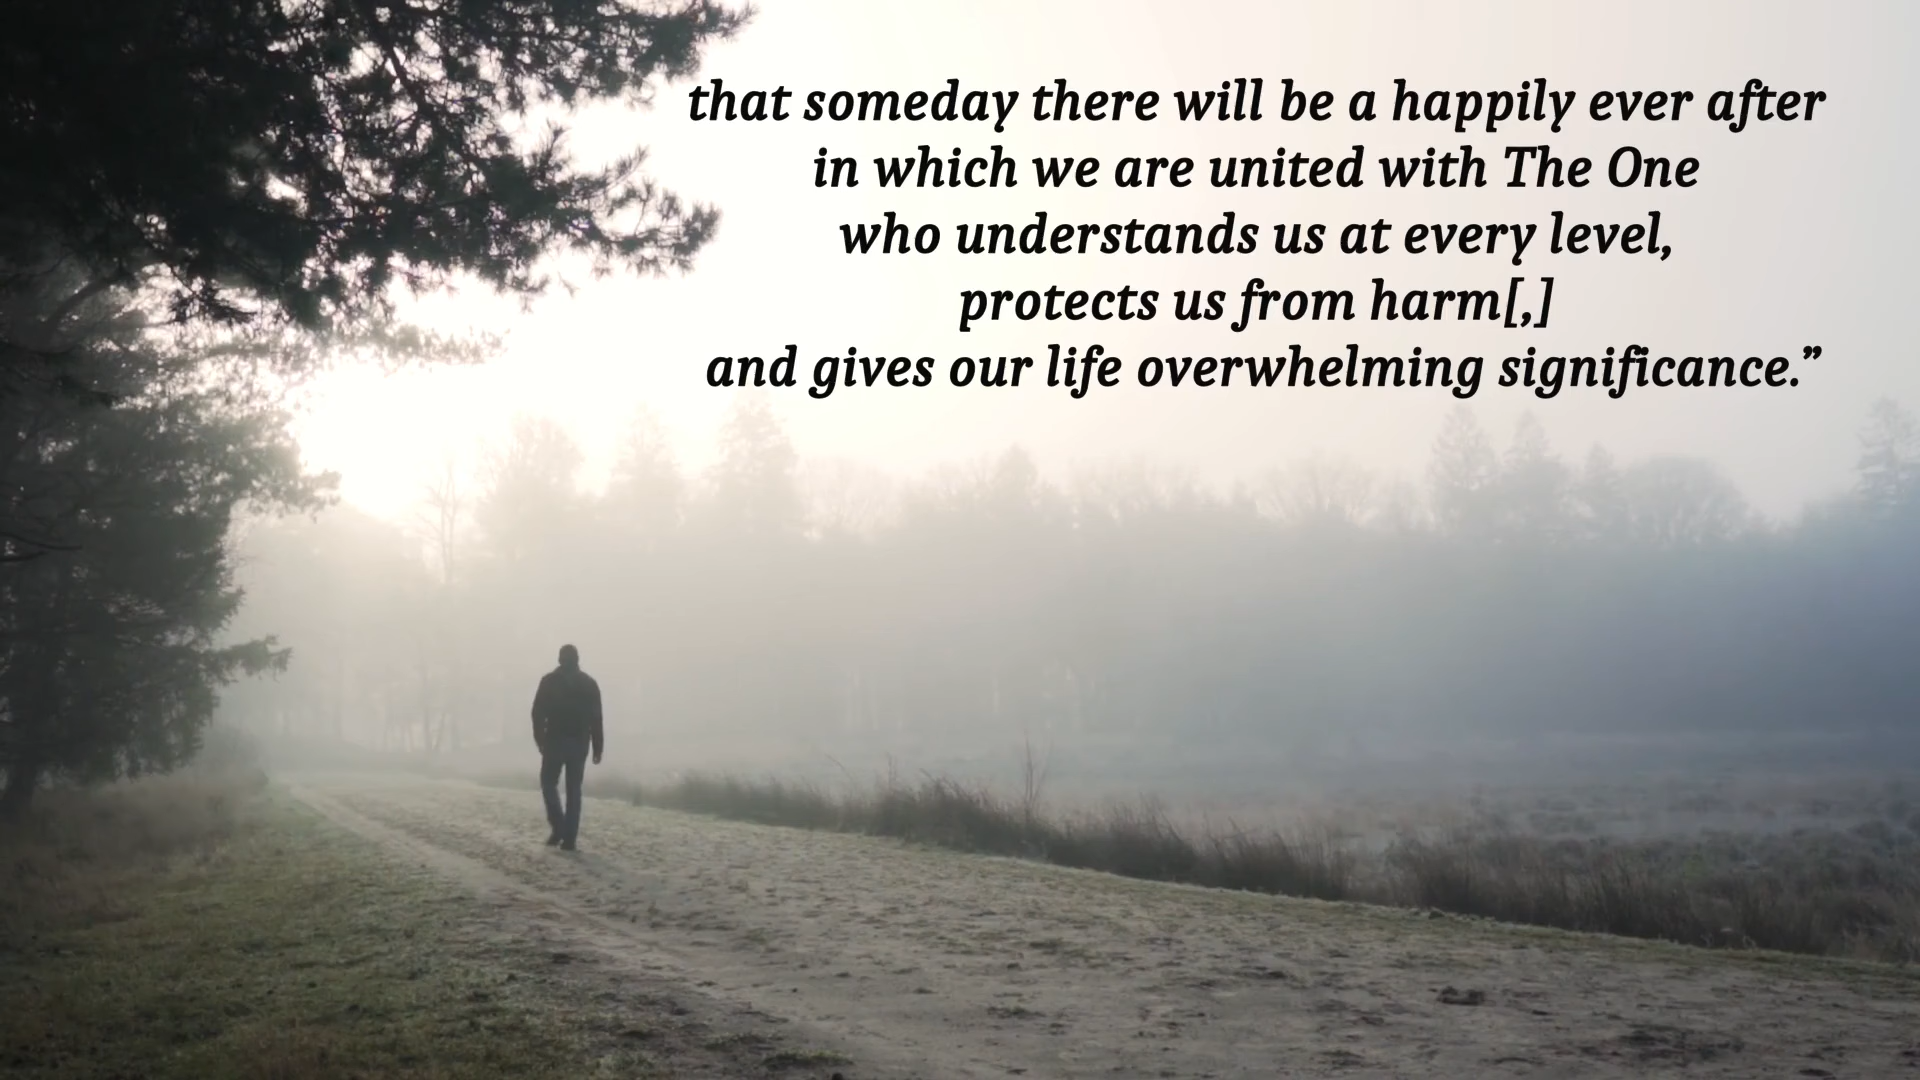 that someday there will be a happily ever after
in which we are united with The One
who understands us at every level,
protects us from harm[,]
and gives our life overwhelming significance.”